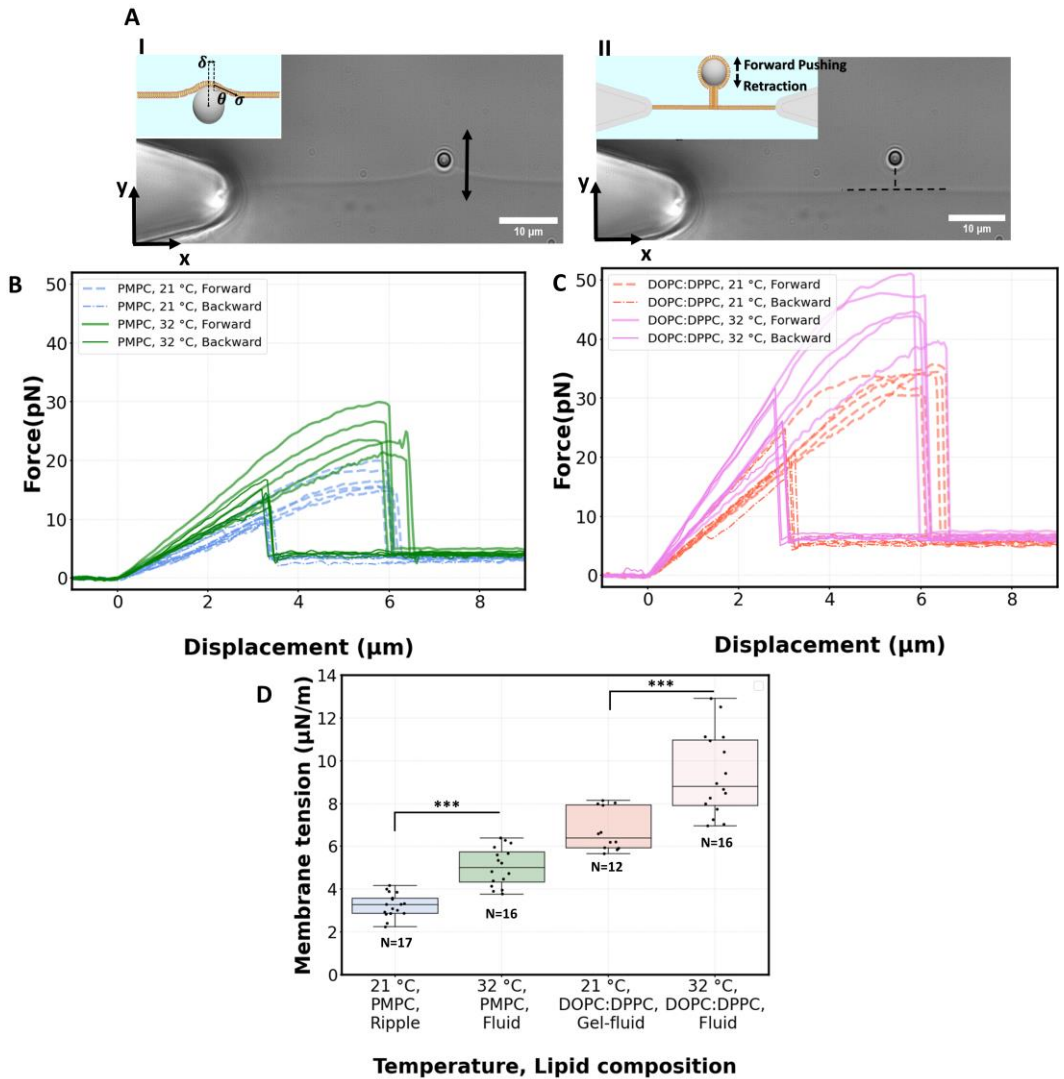 A
I
δ
θ
σ
y
x
10 μm
II
Forward Pushing
Retraction
y
x
10 μm
B
PMPC, 21 °C, Forward
PMPC, 21 °C, Backward
PMPC, 32 °C, Forward
PMPC, 32 °C, Backward
50
40
30
20
10
0
Force(pN)
0 2 4 6 8
Displacement (μm)
C
DOPC:DPPC, 21 °C, Forward
DOPC:DPPC, 21 °C, Backward
DOPC:DPPC, 32 °C, Forward
DOPC:DPPC, 32 °C, Backward
50
40
30
20
10
0
Force(pN)
0 2 4 6 8
Displacement (μm)
D
14
12
10
8
6
4
2
0
Membrane tension (μN/m)
***
***
N=17
N=16
N=12
N=16
21 °C,
PMPC,
Ripple
32 °C,
PMPC,
Fluid
21 °C,
DOPC:DPPC,
Gel-fluid
32 °C,
DOPC:DPPC,
Fluid
Temperature, Lipid composition